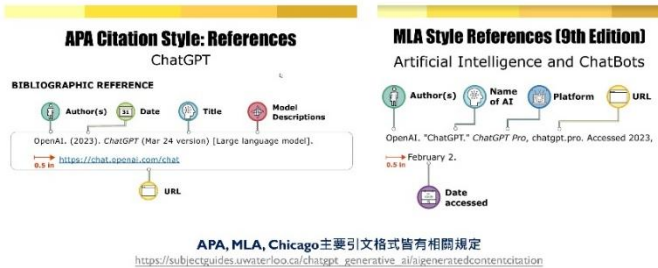 APA Citation Style: References
ChatGPT
BIBLIOGRAPHIC REFERENCE
Author(s)
Date
Title
Model
Descriptions
31
OpenAI. (2023). ChatGPT (Mar 24 version) [Large language model].
0.5 in
https://chat.openai.com/chat
URL
MLA Style References (9th Edition)
Artificial Intelligence and ChatBots
Author(s)
Name
of AI
Platform
URL
OpenAI. "ChatGPT." ChatGPT Pro, chatgpt.pro. Accessed 2023,
0.5 in
February 2.
Date
accessed
APA, MLA, Chicago主要引文格式皆有相關規定
https://subjectguides.uwaterloo.ca/chatgpt_generative_ai/aigeneratedcontentcitation